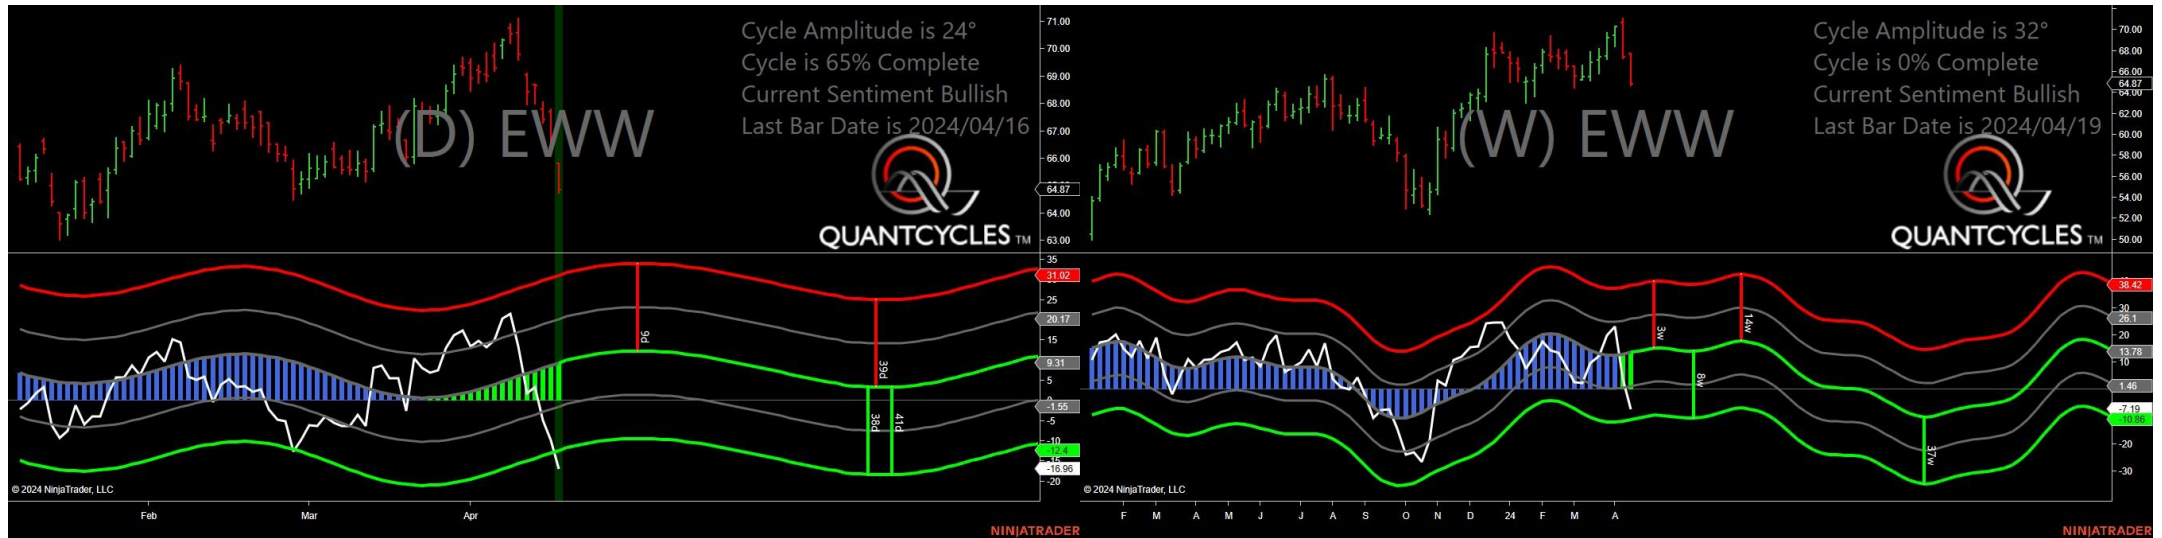 Cycle Amplitude is 24°
Cycle is 65% Complete
Current Sentiment Bullish
Last Bar Date is 2024/04/16
(D) EWW
QUANTCYCLES TM
71.00
70.00
69.00
68.00
67.00
66.00
64.87
64.00
63.00
35
31.02
25
20.17
15
9.31
5
-1.55
-5
-10
-12.4
-16.96
-20
9d
39d
38d
41d
© 2024 NinjaTrader, LLC
Feb Mar Apr
NINJATRADER
Cycle Amplitude is 32°
Cycle is 0% Complete
Current Sentiment Bullish
Last Bar Date is 2024/04/19
(W) EWW
QUANTCYCLES TM
70.00
68.00
66.00
64.87
64.00
62.00
60.00
58.00
56.00
54.00
52.00
50.00
38.42
30
26.1
20
13.78
10
1.46
-7.19
-10.86
-20
-30
3w
14w
8w
37w
© 2024 NinjaTrader, LLC
F M A M J J A S O N D 24 F M A
NINJATRADER